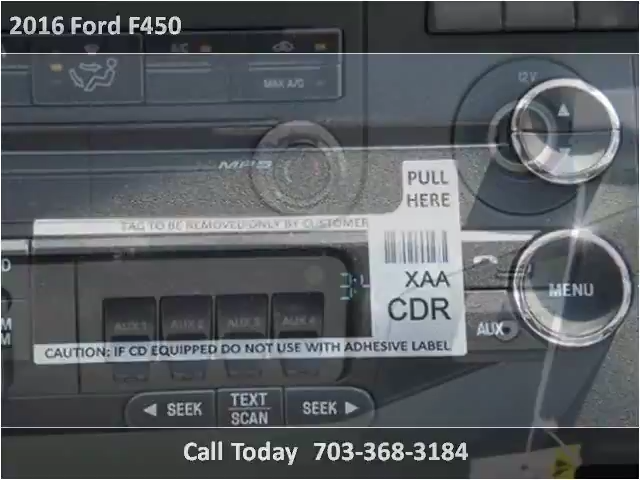 2016 Ford F450
A/C
MAX A/C
12V
MP3
PULL
HERE
TAG TO BE REMOVED ONLY BY CUSTOMER
XAA
CDR
MENU
AUX 1 AUX 2 AUX 3 AUX 4
AUX
CAUTION: IF CD EQUIPPED DO NOT USE WITH ADHESIVE LABEL
SEEK
TEXT
SCAN
SEEK
Call Today 703-368-3184